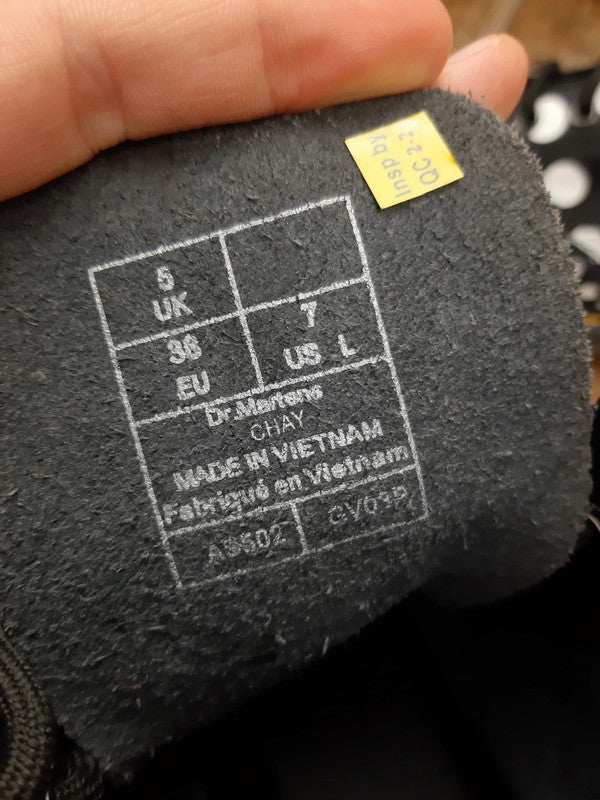 Insp by
QC 2-2
5
UK
7
US L
38
EU
Dr.Martens
CHAY
MADE IN VIETNAM
Fabriqué en Vietnam
AS502